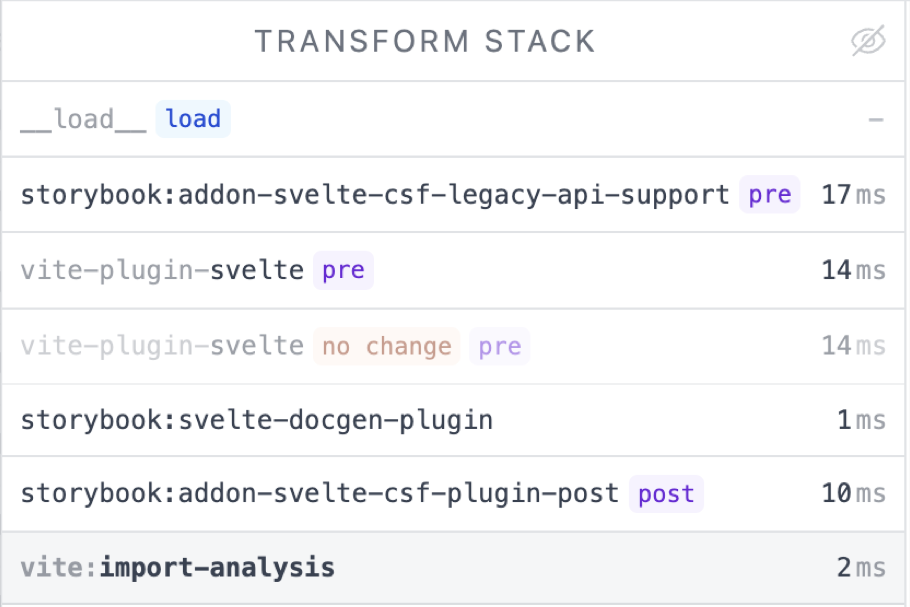 TRANSFORM STACK
__load__ load –
storybook:addon-svelte-csf-legacy-api-support pre 17ms
vite-plugin-svelte pre 14ms
vite-plugin-svelte no change pre 14ms
storybook:svelte-docgen-plugin 1ms
storybook:addon-svelte-csf-plugin-post post 10ms
vite:import-analysis 2ms